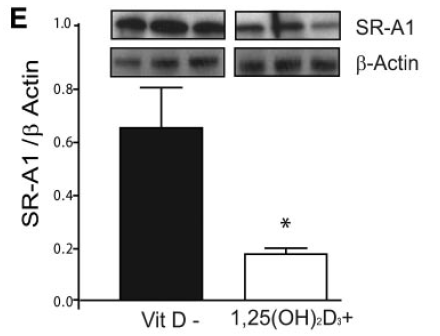 E
SR-A1
β-Actin
SR-A1 /β Actin
1.0
0.8
0.6
0.4
0.2
0.0
*
Vit D -
1,25(OH)₂D₃+